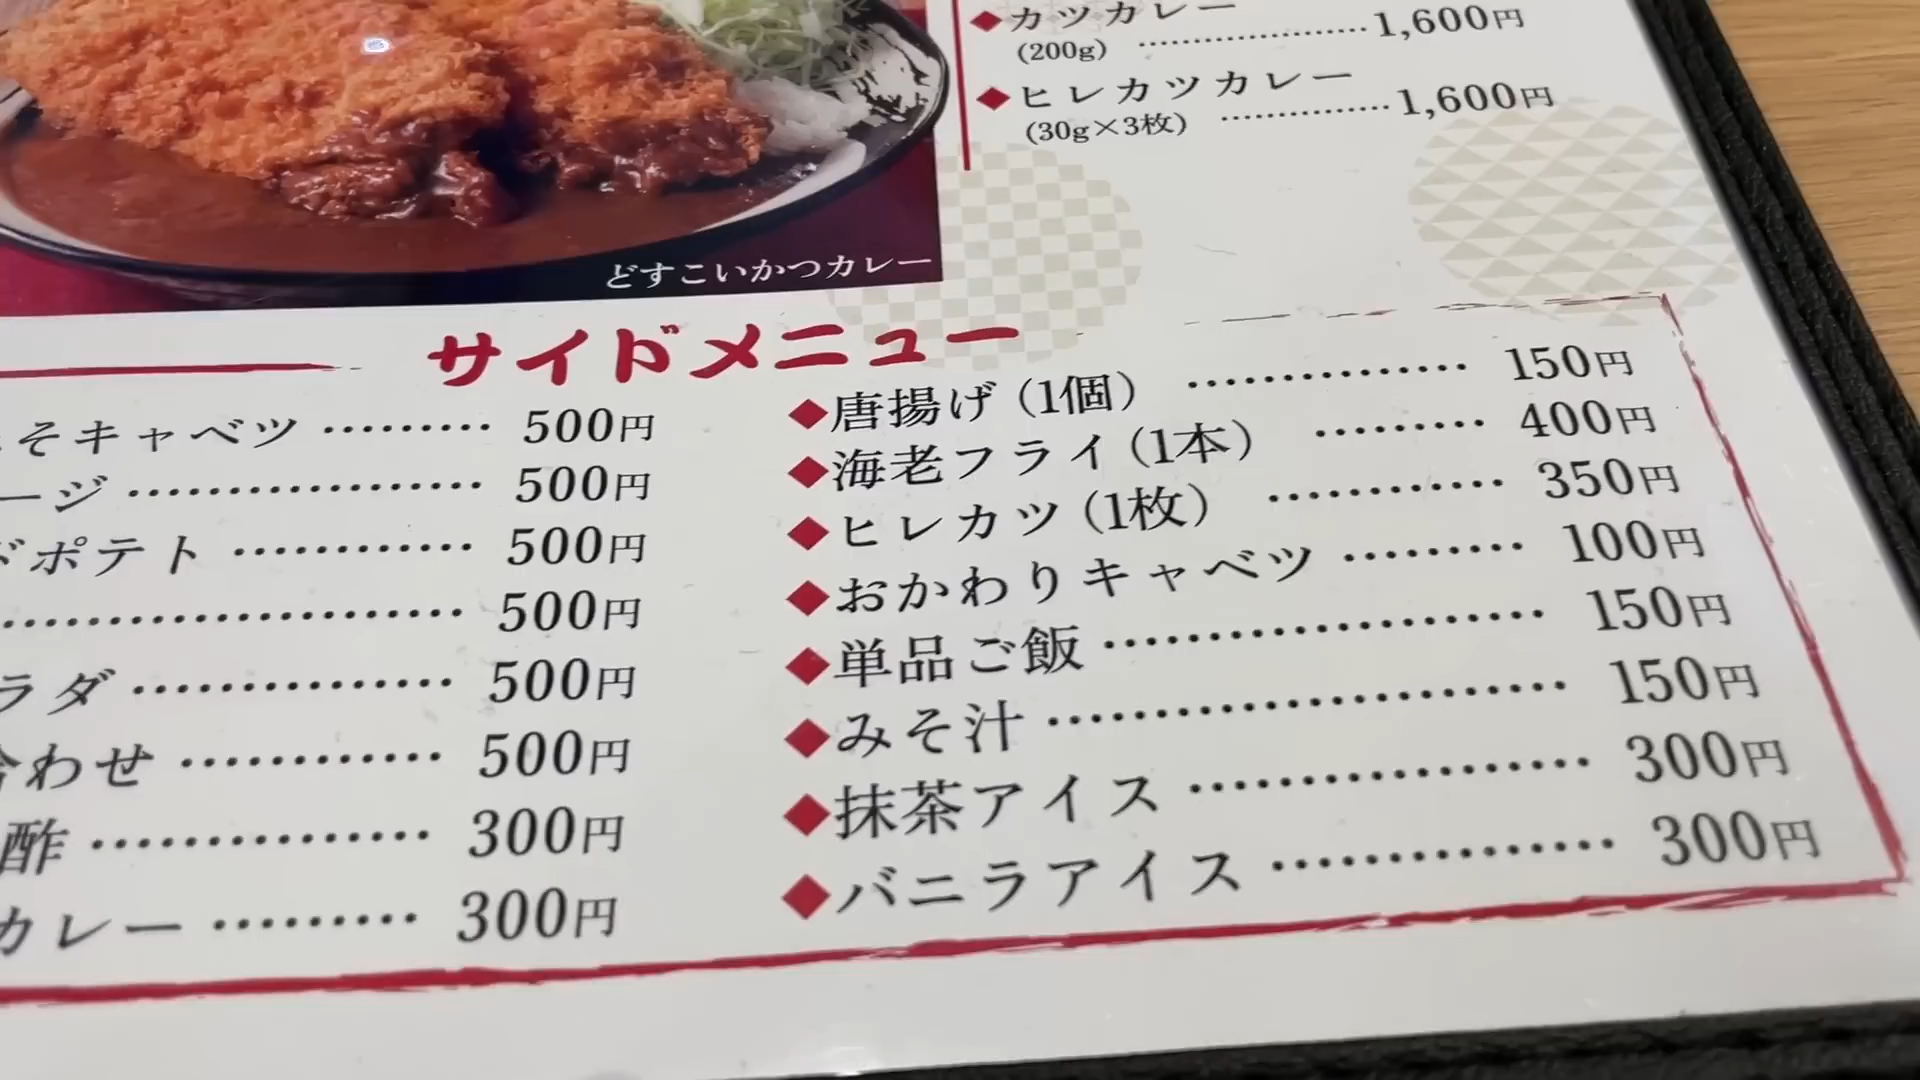 カツカレー
(200g) ……………………1,600円
ヒレカツカレー
(30g×3枚) ………………1,600円
どすこいかつカレー
サイドメニュー
そキャベツ ……… 500円
ージ ……………… 500円
ドポテト ………… 500円
……………………… 500円
ラダ ……………… 500円
合わせ …………… 500円
酢 ………………… 300円
カレー …………… 300円
◆唐揚げ (1個) …………… 150円
◆海老フライ (1本) ……… 400円
◆ヒレカツ (1枚) ………… 350円
◆おかわりキャベツ ……… 100円
◆単品ご飯 ………………… 150円
◆みそ汁 …………………… 150円
◆抹茶アイス ……………… 300円
◆バニラアイス …………… 300円